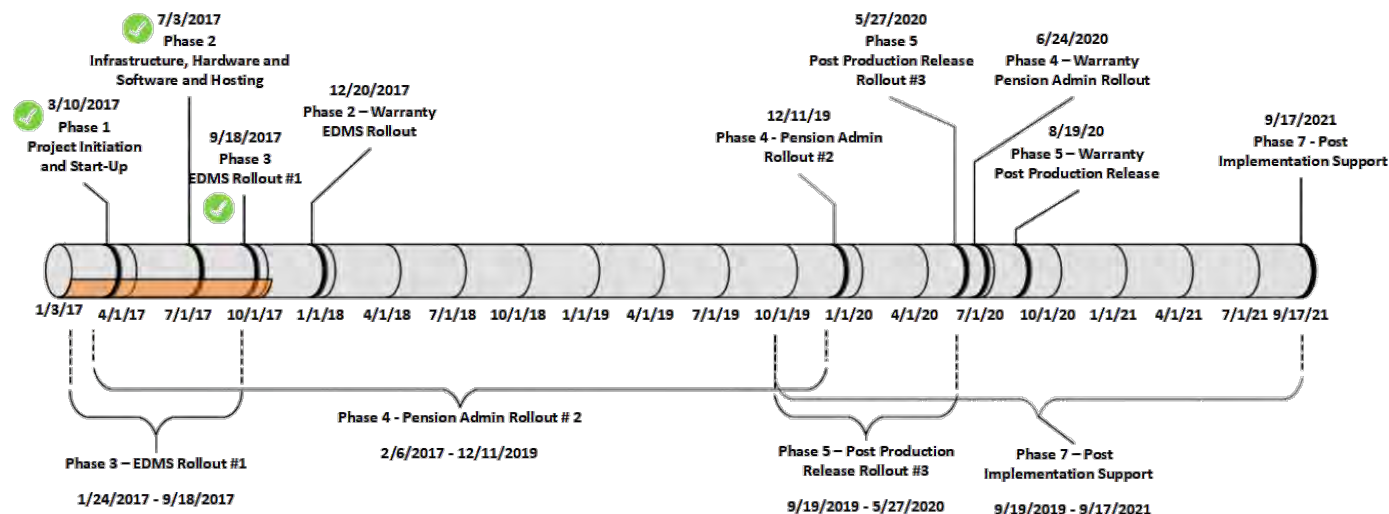 7/3/2017
Phase 2
Infrastructure, Hardware and
Software and Hosting
3/10/2017
Phase 1
Project Initiation
and Start-Up
9/18/2017
Phase 3
EDMS Rollout #1
12/20/2017
Phase 2 – Warranty
EDMS Rollout
12/11/19
Phase 4 - Pension Admin
Rollout #2
5/27/2020
Phase 5
Post Production Release
Rollout #3
6/24/2020
Phase 4 – Warranty
Pension Admin Rollout
8/19/20
Phase 5 – Warranty
Post Production Release
9/17/2021
Phase 7 - Post
Implementation Support
1/3/17 4/1/17 7/1/17 10/1/17 1/1/18 4/1/18 7/1/18 10/1/18 1/1/19 4/1/19 7/1/19 10/1/19 1/1/20 4/1/20 7/1/20 10/1/20 1/1/21 4/1/21 7/1/21 9/17/21
Phase 3 – EDMS Rollout #1
1/24/2017 - 9/18/2017
Phase 4 - Pension Admin Rollout # 2
2/6/2017 - 12/11/2019
Phase 5 – Post Production
Release Rollout #3
9/19/2019 - 5/27/2020
Phase 7 – Post
Implementation Support
9/19/2019 - 9/17/2021